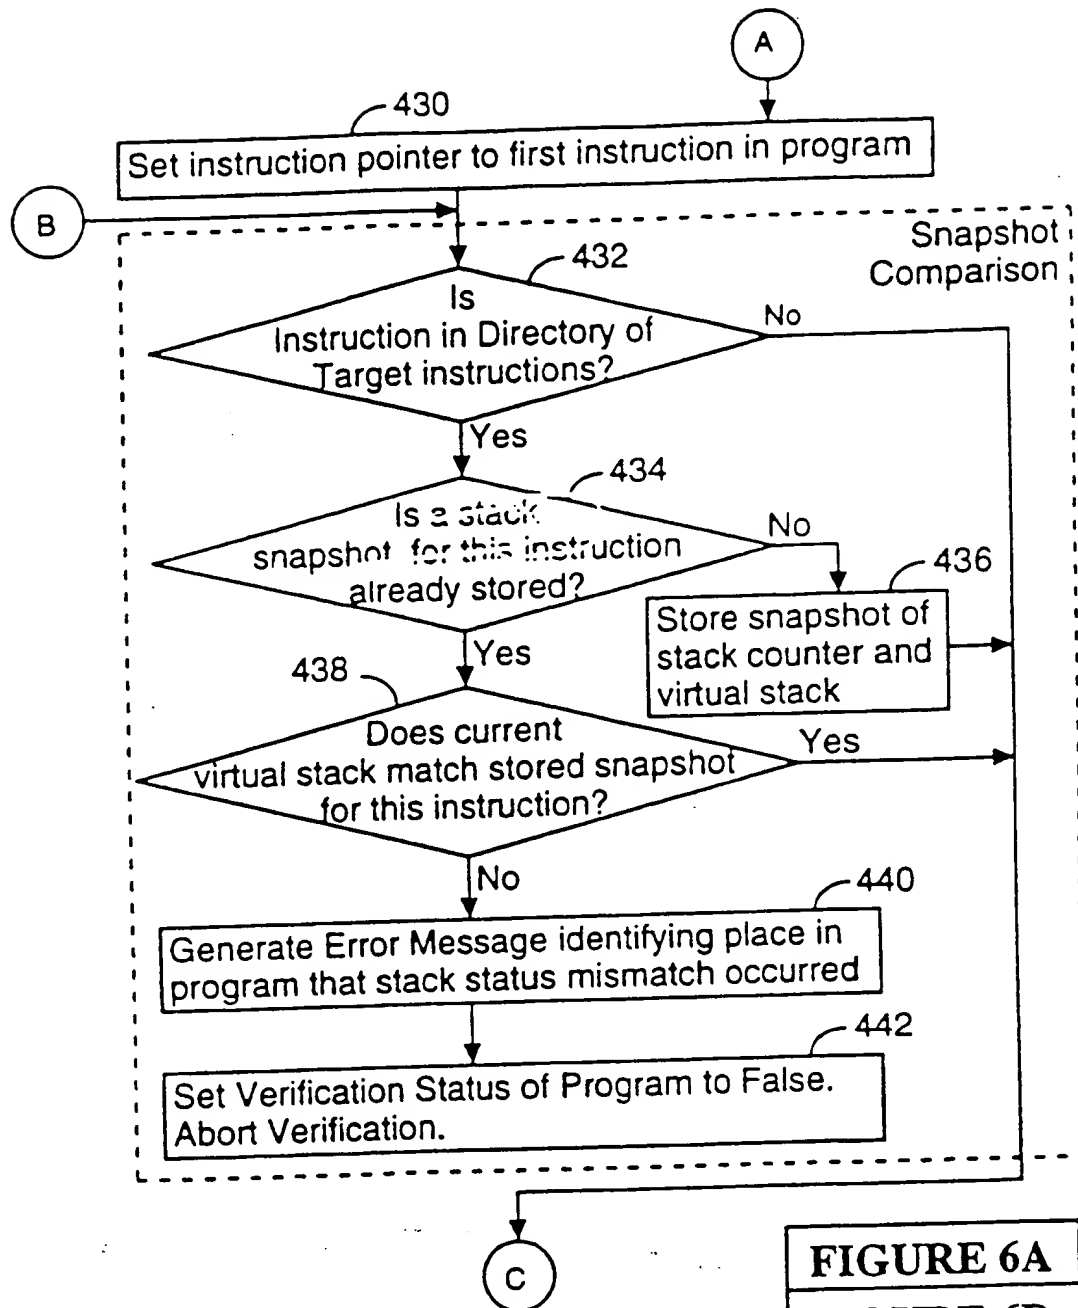 A
430
Set instruction pointer to first instruction in program
B
Snapshot
Comparison
432
Is
Instruction in Directory of
Target instructions?
No
Yes
434
Is a stack
snapshot for this instruction
already stored?
No
436
Store snapshot of
stack counter and
virtual stack
Yes
438
Does current
virtual stack match stored snapshot
for this instruction?
Yes
No
440
Generate Error Message identifying place in
program that stack status mismatch occurred
442
Set Verification Status of Program to False.
Abort Verification.
C
FIGURE 6A